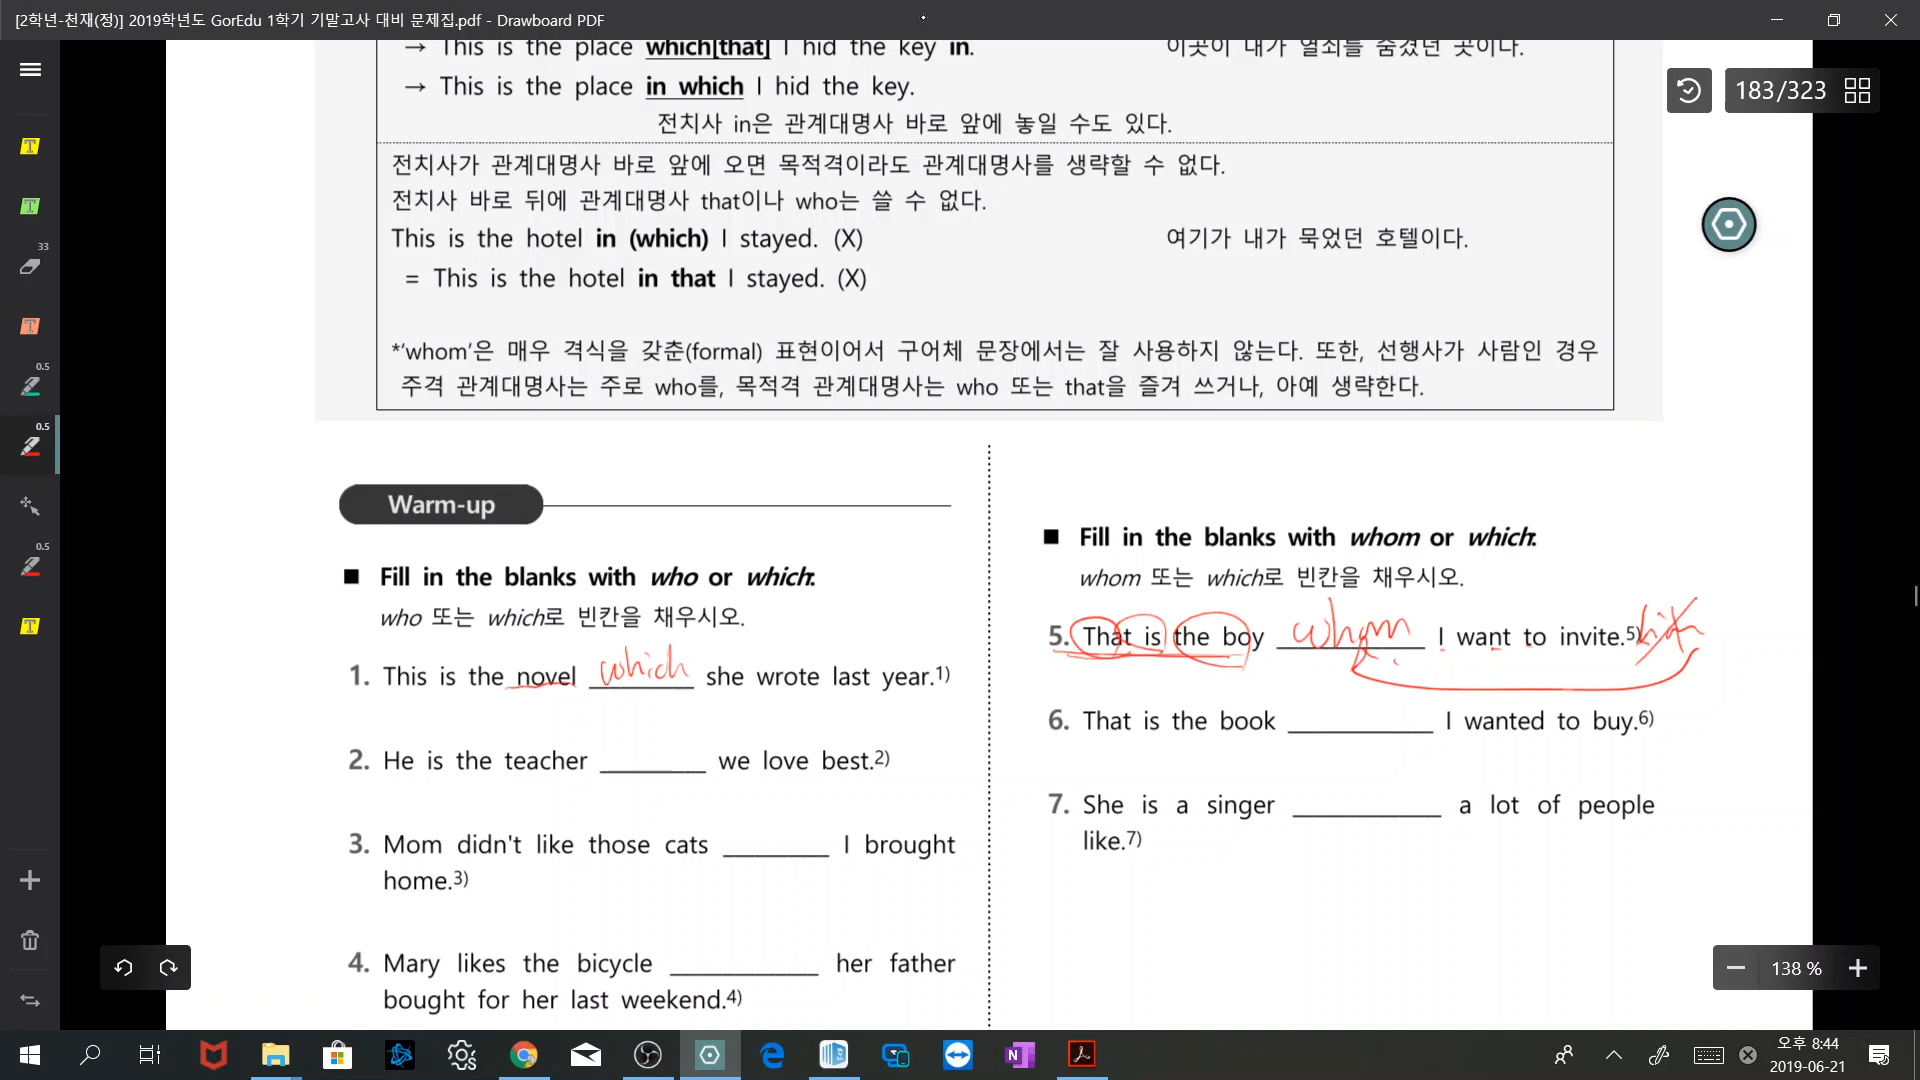 [2학년-천재(정)] 2019학년도 GorEdu 1학기 기말고사 대비 문제집.pdf - Drawboard PDF
→ This is the place which[that] I hid the key in. 이곳이 내가 열쇠를 숨겼던 곳이다.
183/323
→ This is the place in which I hid the key.
전치사 in은 관계대명사 바로 앞에 놓일 수도 있다.
전치사가 관계대명사 바로 앞에 오면 목적격이라도 관계대명사를 생략할 수 없다.
전치사 바로 뒤에 관계대명사 that이나 who는 쓸 수 없다.
This is the hotel in (which) I stayed. (X) 여기가 내가 묵었던 호텔이다.
= This is the hotel in that I stayed. (X)
*'whom'은 매우 격식을 갖춘(formal) 표현이어서 구어체 문장에서는 잘 사용하지 않는다. 또한, 선행사가 사람인 경우
주격 관계대명사는 주로 who를, 목적격 관계대명사는 who 또는 that을 즐겨 쓰거나, 아예 생략한다.
33
0.5
0.5
0.5
Warm-up
■ Fill in the blanks with who or which:
who 또는 which로 빈칸을 채우시오.
1. This is the novel which she wrote last year.1)
2. He is the teacher ________ we love best.2)
3. Mom didn't like those cats ________ I brought
home.3)
4. Mary likes the bicycle ___________ her father
bought for her last weekend.4)
■ Fill in the blanks with whom or which:
whom 또는 which로 빈칸을 채우시오.
5. That is the boy whom I want to invite.5)
6. That is the book ___________ I wanted to buy.6)
7. She is a singer ___________ a lot of people
like.7)
138 %
오후 8:44
2019-06-21